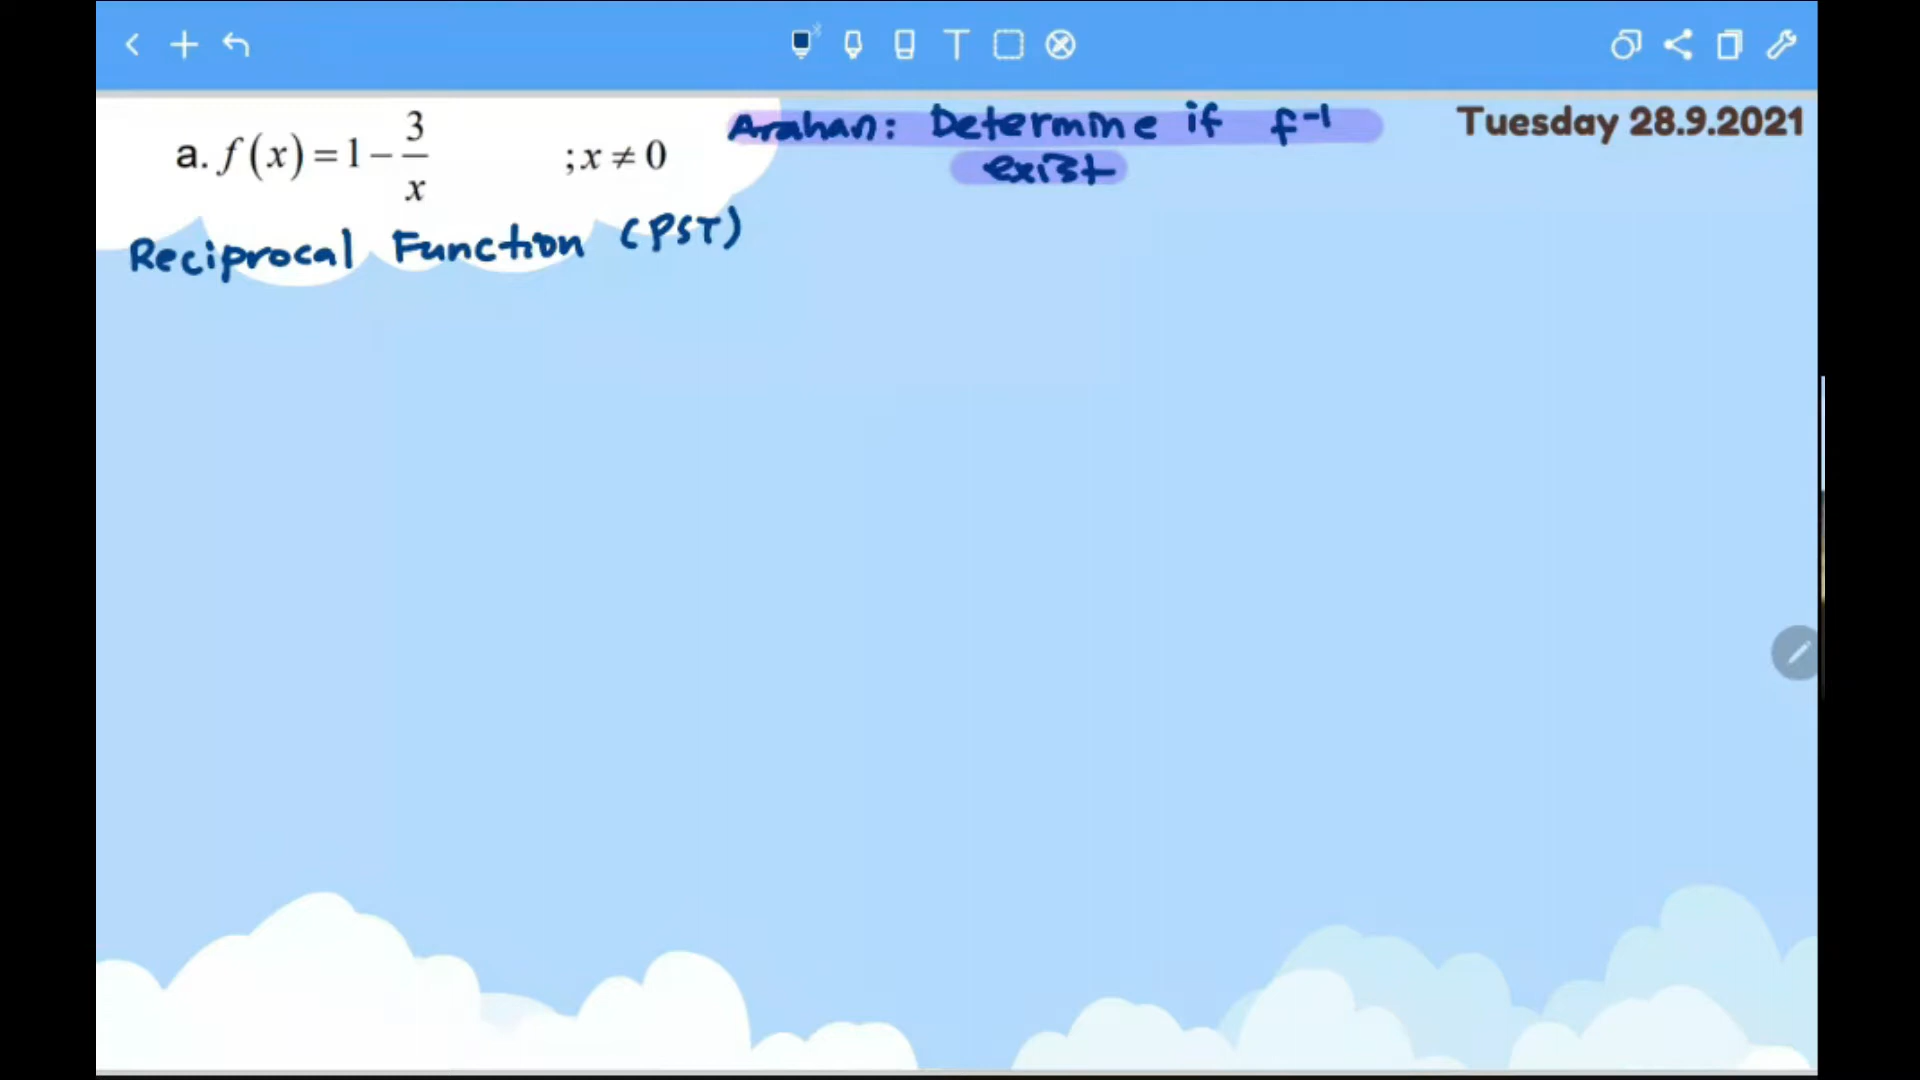 a. f(x) = 1 − 3/x ; x ≠ 0
Arahan: Determine if f⁻¹
exist
Tuesday 28.9.2021
Reciprocal Function (PST)